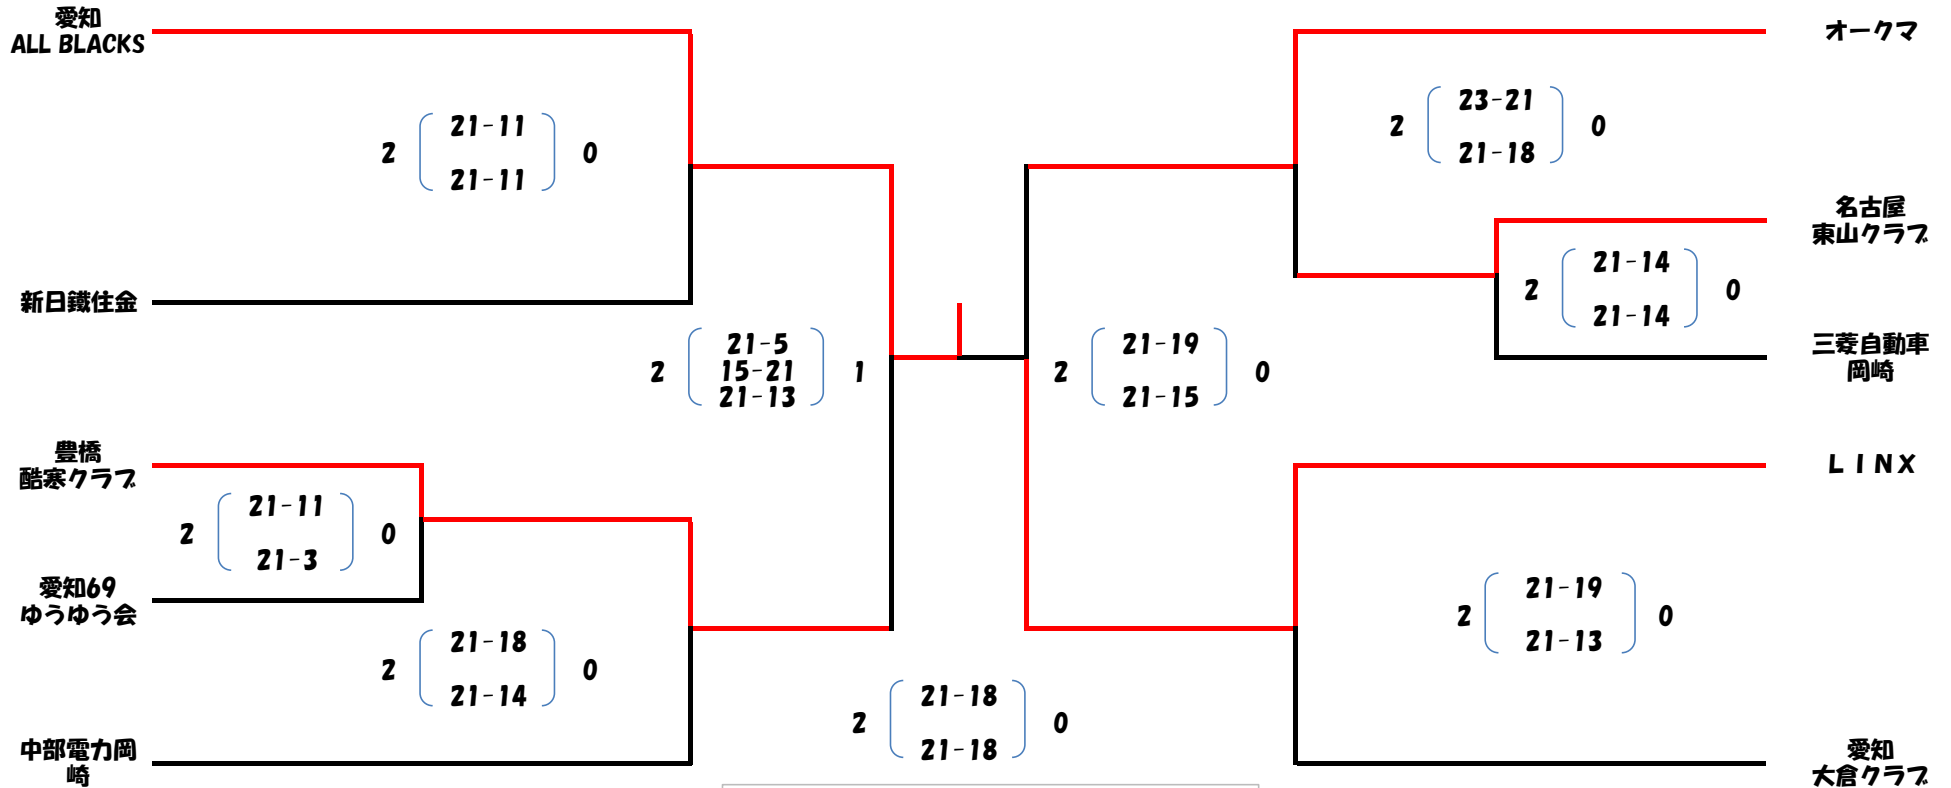 愛知
ALL BLACKS
2
21-11
21-11
0
新日鐵住金
豊橋
酷寒クラブ
2
21-11
21-3
0
愛知69
ゆうゆう会
2
21-18
21-14
0
中部電力岡
崎
2
21-5
15-21
21-13
1
2
21-18
21-18
0
2
21-19
21-15
0
オークマ
2
23-21
21-18
0
名古屋
東山クラブ
2
21-14
21-14
0
三菱自動車
岡崎
ＬＩＮＸ
2
21-19
21-13
0
愛知
大倉クラブ